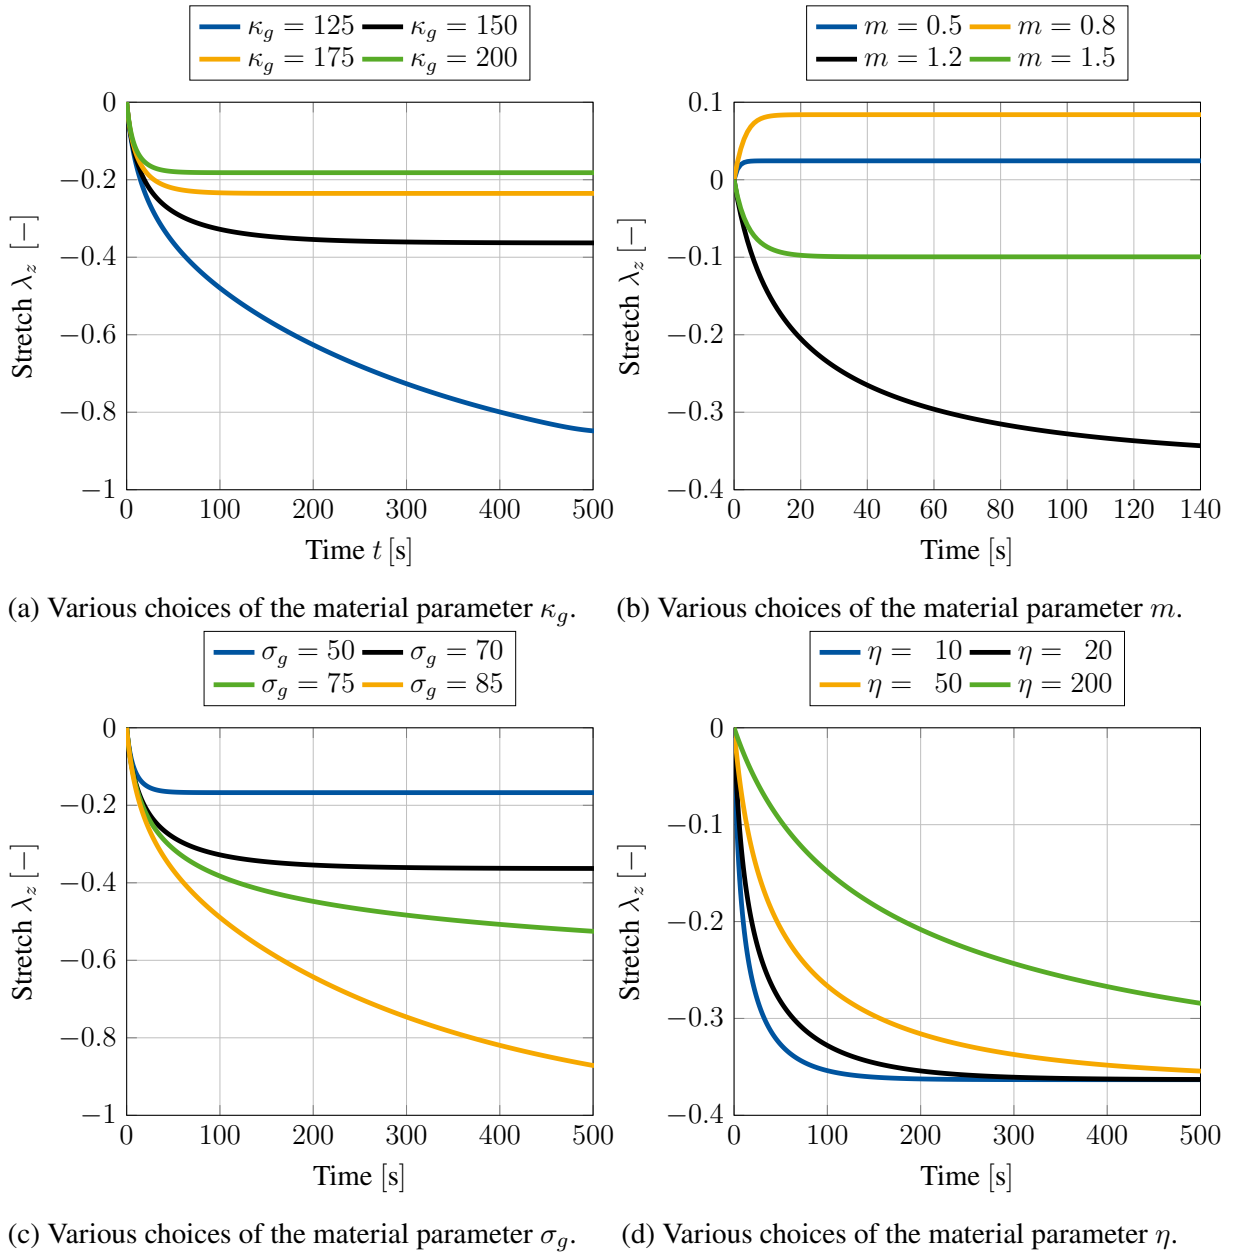 κg = 125 κg = 150
κg = 175 κg = 200
0
−0.2
−0.4
−0.6
−0.8
−1
0 100 200 300 400 500
Stretch λz [−]
Time t [s]
(a) Various choices of the material parameter κg.
m = 0.5 m = 0.8
m = 1.2 m = 1.5
0.1
0
−0.1
−0.2
−0.3
−0.4
0 20 40 60 80 100 120 140
Stretch λz [−]
Time [s]
(b) Various choices of the material parameter m.
σg = 50 σg = 70
σg = 75 σg = 85
0
−0.2
−0.4
−0.6
−0.8
−1
0 100 200 300 400 500
Stretch λz [−]
Time [s]
(c) Various choices of the material parameter σg.
η = 10 η = 20
η = 50 η = 200
0
−0.1
−0.2
−0.3
−0.4
0 100 200 300 400 500
Stretch λz [−]
Time [s]
(d) Various choices of the material parameter η.